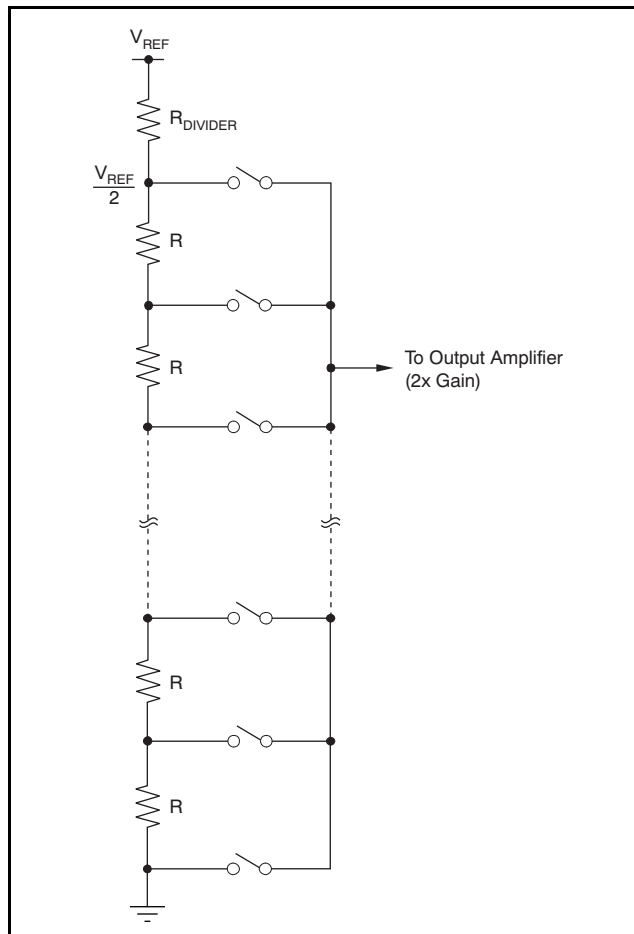 V_REF
R_DIVIDER
V_REF
2
R
R
To Output Amplifier
(2x Gain)
R
R